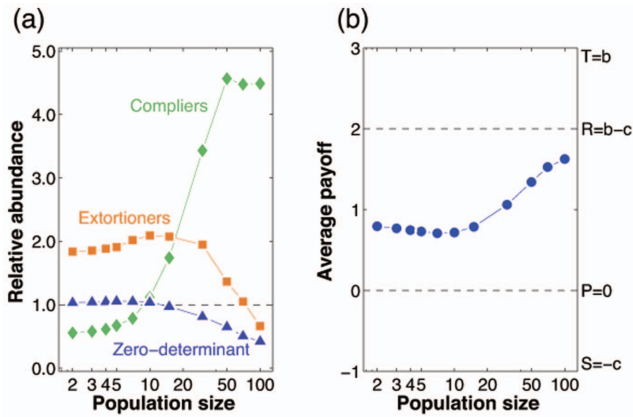 (a)
Relative abundance
5.0
4.0
3.0
2.0
1.0
0.0
Compliers
Extortioners
Zero-determinant
2 3 4 5 10 20 50 100
Population size
(b)
Average payoff
3
2
1
0
-1
T=b
R=b-c
P=0
S=-c
2 3 4 5 10 20 50 100
Population size